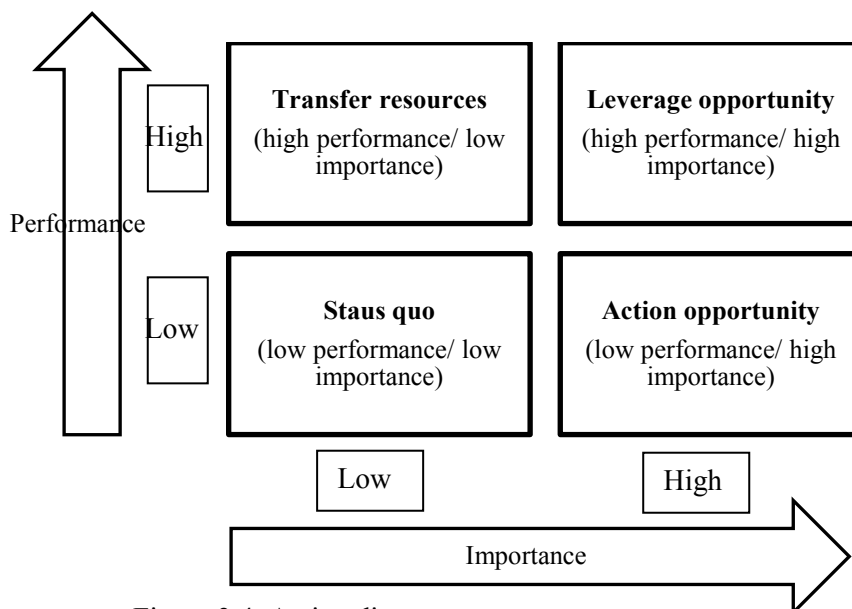 Transfer resources
(high performance/ low
importance)
Leverage opportunity
(high performance/ high
importance)
High
Performance
Staus quo
(low performance/ low
importance)
Action opportunity
(low performance/ high
importance)
Low
Low
High
Importance